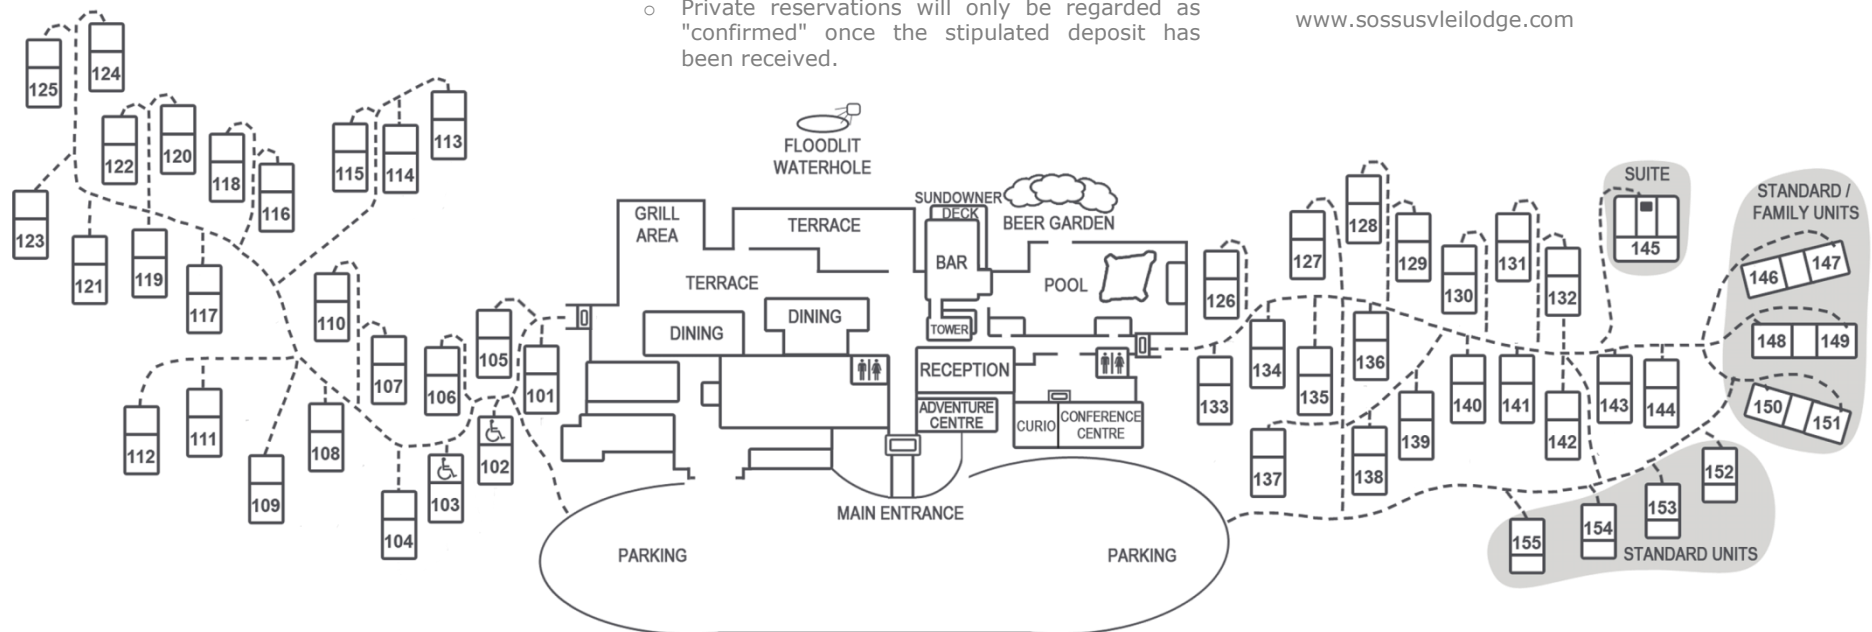 Private reservations will only be regarded as
"confirmed" once the stipulated deposit has
been received.
www.sossusvleilodge.com
125
124
122
120
118
116
115
114
113
123
121
119
117
110
107
106
105
101
112
111
109
108
104
103
102
FLOODLIT
WATERHOLE
GRILL
AREA
TERRACE
TERRACE
SUNDOWNER
DECK
BEER GARDEN
BAR
POOL
DINING
DINING
TOWER
RECEPTION
ADVENTURE
CENTRE
CURIO
CONFERENCE
CENTRE
MAIN ENTRANCE
PARKING
PARKING
126
127
128
129
130
131
132
SUITE
145
STANDARD /
FAMILY UNITS
146
147
148
149
150
151
133
134
135
136
137
138
139
140
141
142
143
144
152
153
154
155
STANDARD UNITS